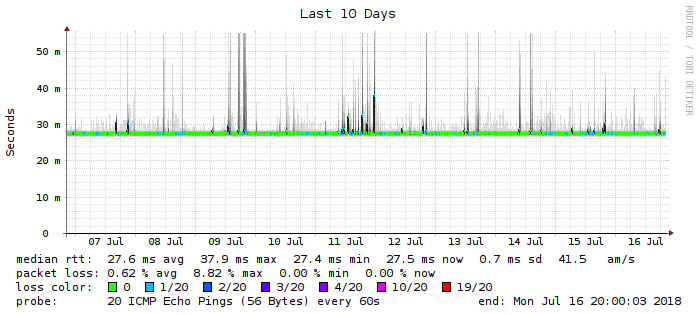 Last 10 Days
RRDTOOL / TOBI OETIKER
Seconds
50 m
40 m
30 m
20 m
10 m
0
07 Jul 08 Jul 09 Jul 10 Jul 11 Jul 12 Jul 13 Jul 14 Jul 15 Jul 16 Jul
median rtt: 27.6 ms avg 37.9 ms max 27.4 ms min 27.5 ms now 0.7 ms sd 41.5 am/s
packet loss: 0.62 % avg 8.82 % max 0.00 % min 0.00 % now
loss color: 0 1/20 2/20 3/20 4/20 10/20 19/20
probe: 20 ICMP Echo Pings (56 Bytes) every 60s end: Mon Jul 16 20:00:03 2018